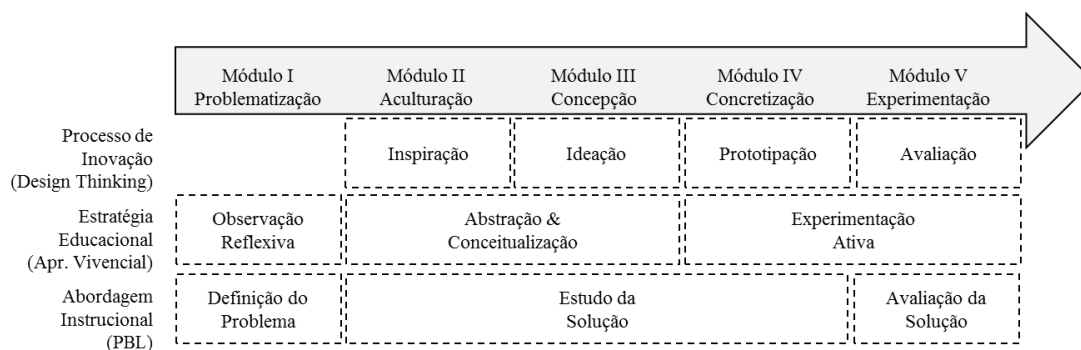 Módulo I
Problematização
Módulo II
Aculturação
Módulo III
Concepção
Módulo IV
Concretização
Módulo V
Experimentação
Processo de
Inovação
(Design Thinking)
Inspiração
Ideação
Prototipação
Avaliação
Estratégia
Educacional
(Apr. Vivencial)
Observação
Reflexiva
Abstração &
Conceitualização
Experimentação
Ativa
Abordagem
Instrucional
(PBL)
Definição do
Problema
Estudo da
Solução
Avaliação da
Solução